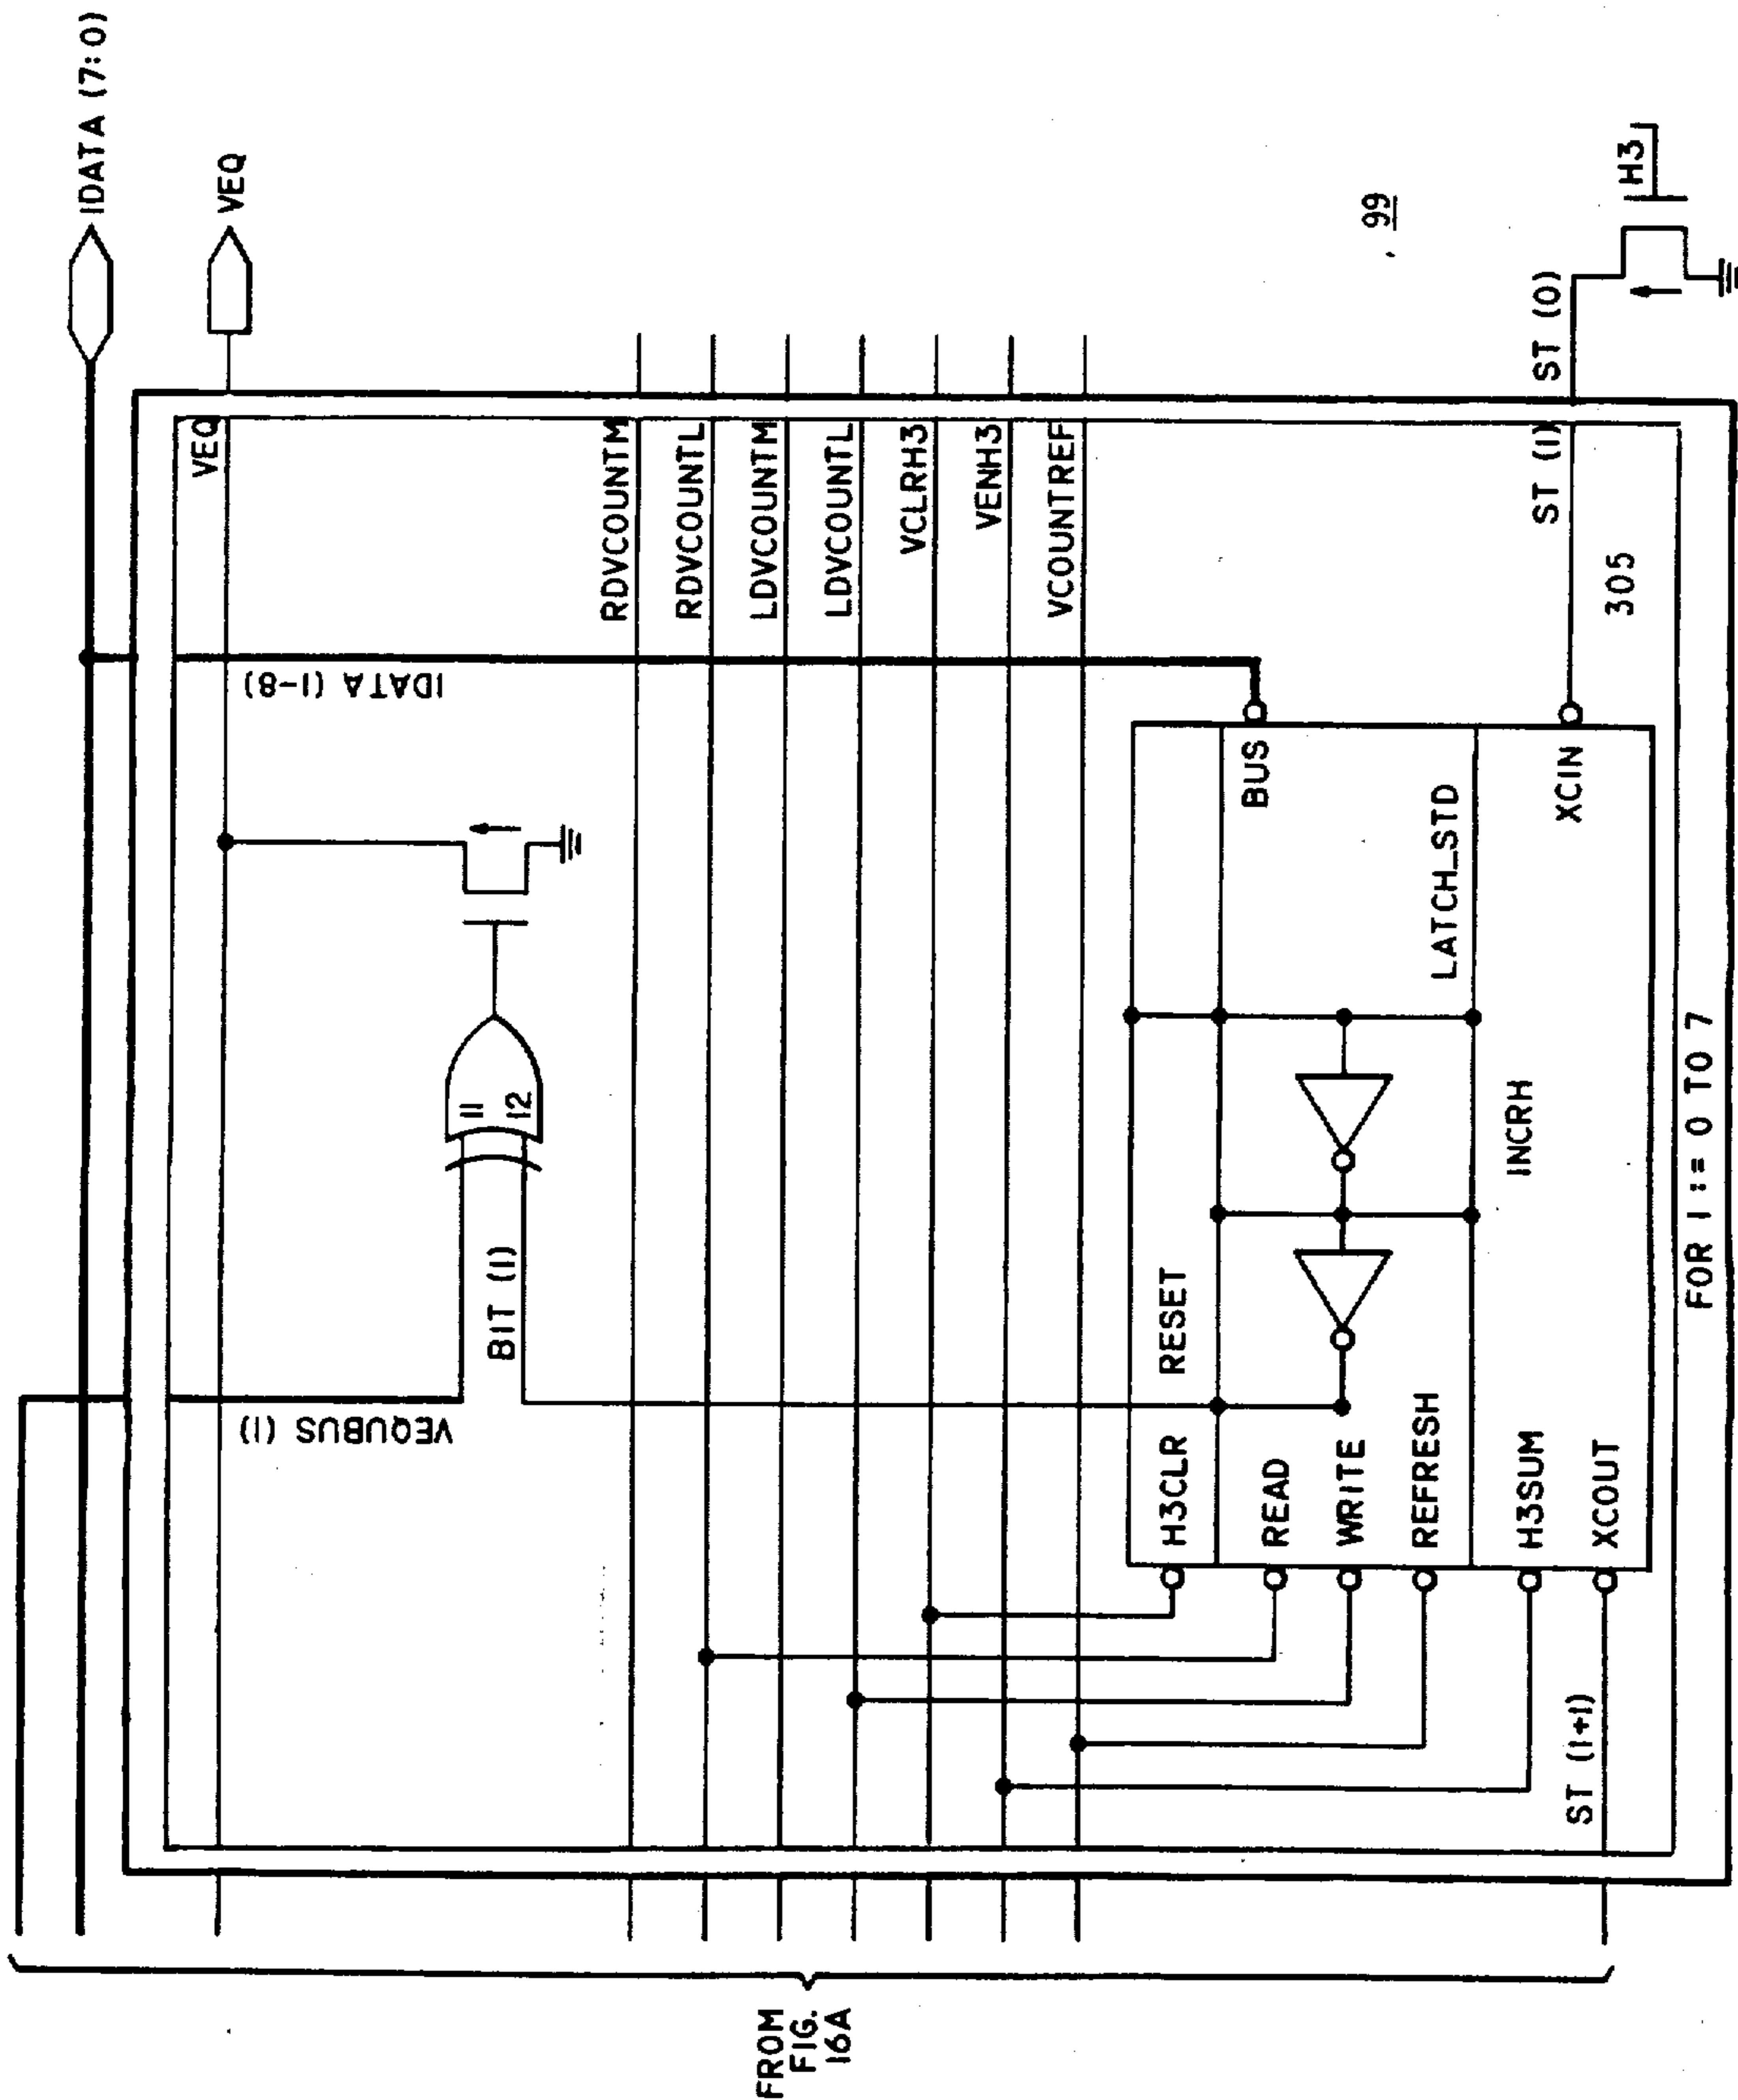 IDATA (7:0)
VEQ
VEQ
RDVCOUNTM
RDVCOUNTL
LDVCOUNTM
LDVCOUNTL
VCLRH3
VENH3
VCOUNTREF
IDATA (I-8)
VEQUBUS (I)
BIT (I)
I1
I2
H3CLR
RESET
READ
WRITE
REFRESH
BUS
LATCH_STD
H3SUM
XCOUT
INCRH
XCIN
ST (I+1)
ST (I)
ST (0)
H3
305
99
FOR I := 0 TO 7
FROM
FIG.
16A